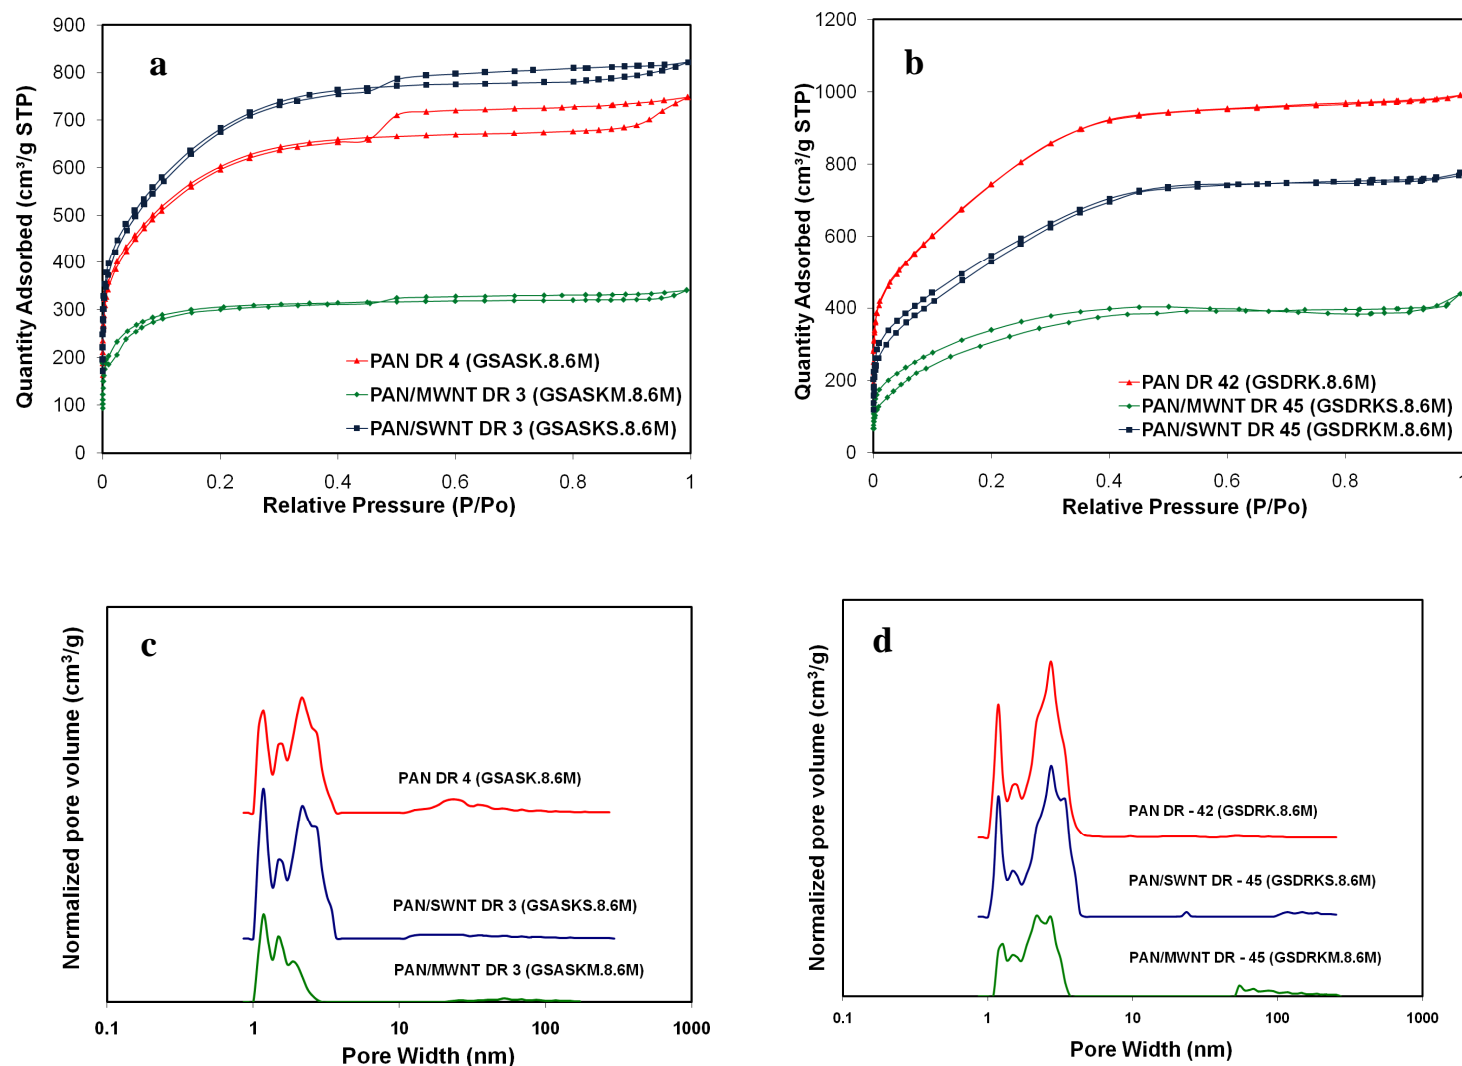 a
Quantity Adsorbed (cm³/g STP)
900
800
700
600
500
400
300
200
100
0
PAN DR 4 (GSASK.8.6M)
PAN/MWNT DR 3 (GSASKM.8.6M)
PAN/SWNT DR 3 (GSASKS.8.6M)
0 0.2 0.4 0.6 0.8 1
Relative Pressure (P/Po)
b
Quantity Adsorbed (cm³/g STP)
1200
1000
800
600
400
200
0
PAN DR 42 (GSDRK.8.6M)
PAN/MWNT DR 45 (GSDRKS.8.6M)
PAN/SWNT DR 45 (GSDRKM.8.6M)
0 0.2 0.4 0.6 0.8 1
Relative Pressure (P/Po)
c
Normalized pore volume (cm³/g)
PAN DR 4 (GSASK.8.6M)
PAN/SWNT DR 3 (GSASKS.8.6M)
PAN/MWNT DR 3 (GSASKM.8.6M)
0.1 1 10 100 1000
Pore Width (nm)
d
Normalized pore volume (cm³/g)
PAN DR - 42 (GSDRK.8.6M)
PAN/SWNT DR - 45 (GSDRKS.8.6M)
PAN/MWNT DR - 45 (GSDRKM.8.6M)
0.1 1 10 100 1000
Pore Width (nm)